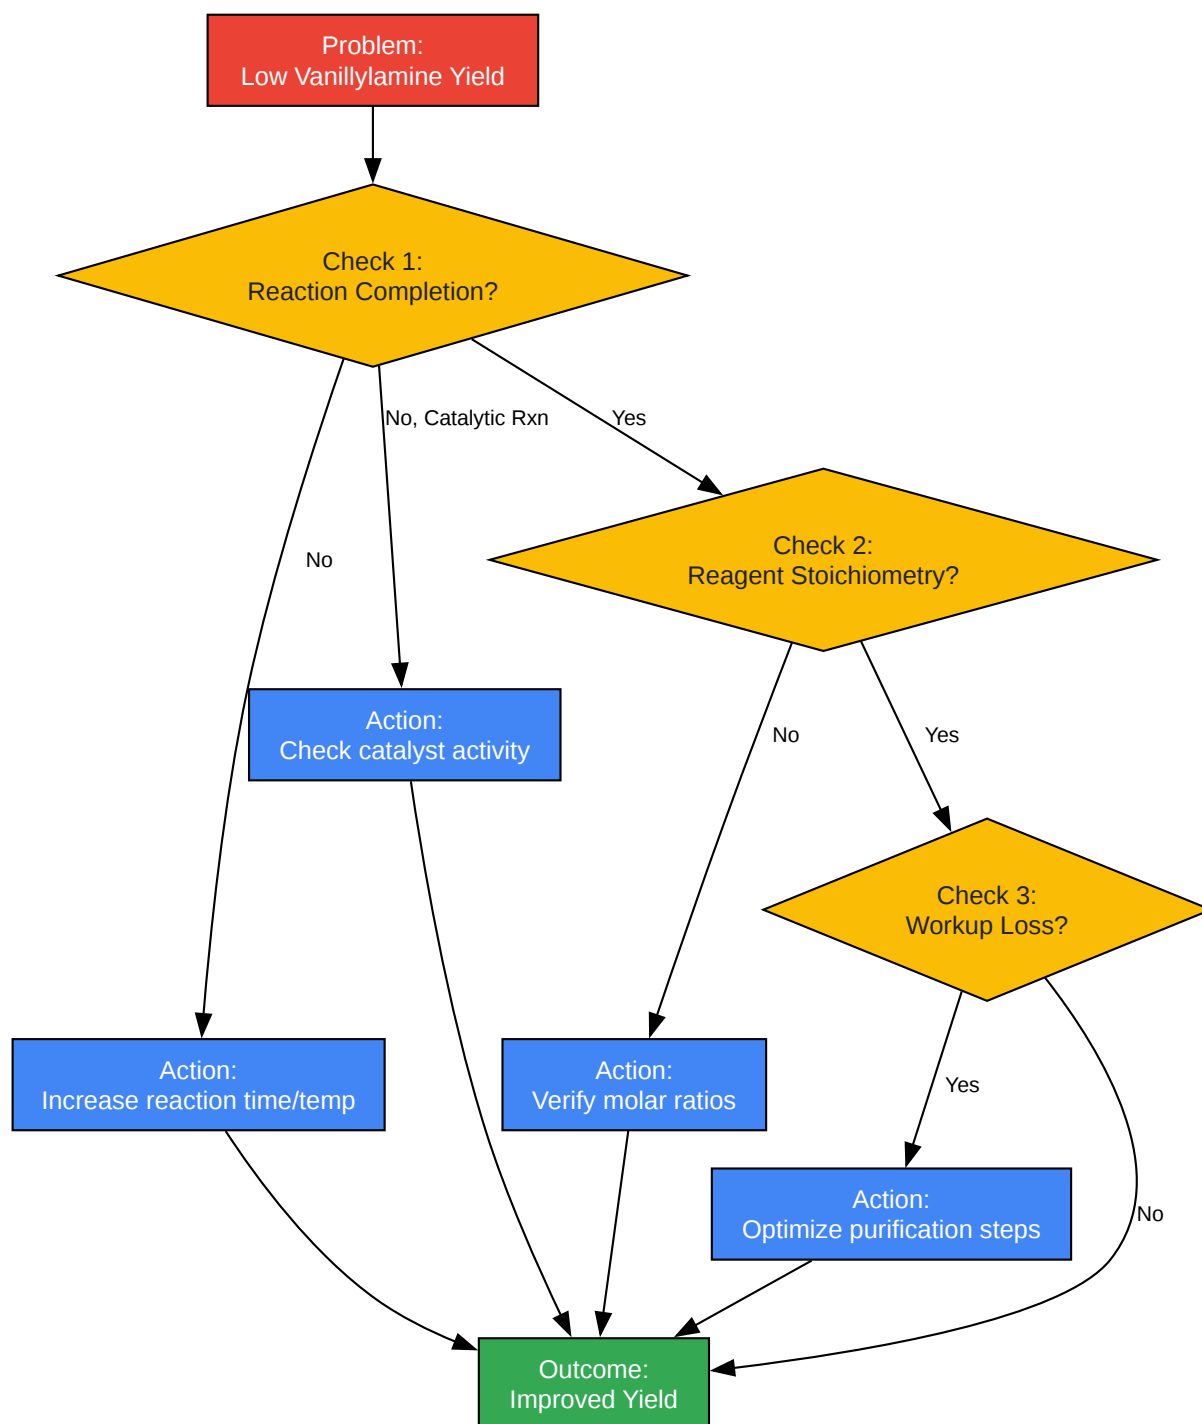 Problem:
Low Vanillylamine Yield
Check 1:
Reaction Completion?
No, Catalytic Rxn
Yes
Check 2:
Reagent Stoichiometry?
No
Action:
Check catalyst activity
No
Yes
Check 3:
Workup Loss?
Action:
Increase reaction time/temp
Action:
Verify molar ratios
Yes
Action:
Optimize purification steps
No
Outcome:
Improved Yield